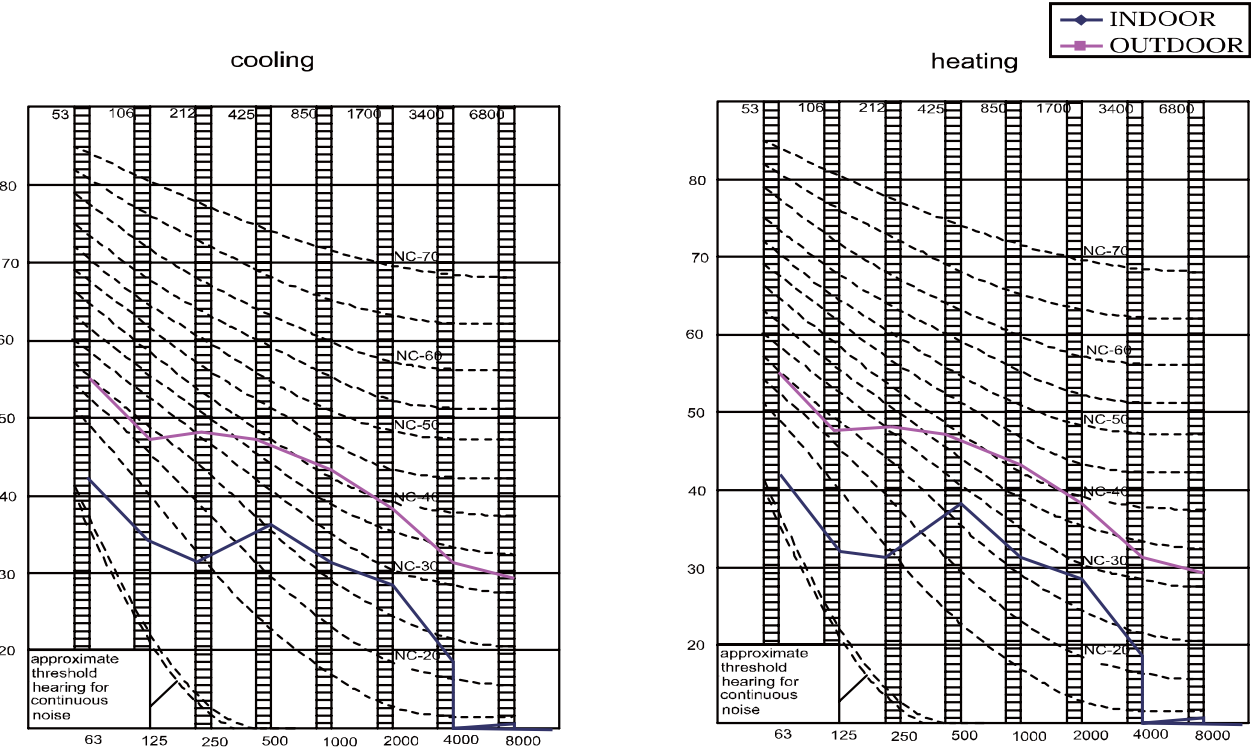 INDOOR
OUTDOOR
cooling
heating
53 106 212 425 850 1700 3400 6800
80
70
60
50
40
30
20
NC-70
NC-60
NC-50
NC-40
NC-30
NC-20
approximate
threshold
hearing for
continuous
noise
63 125 250 500 1000 2000 4000 8000
53 106 212 425 850 1700 3400 6800
80
70
60
50
40
30
20
NC-70
NC-60
NC-50
NC-40
NC-30
NC-20
approximate
threshold
hearing for
continuous
noise
63 125 250 500 1000 2000 4000 8000